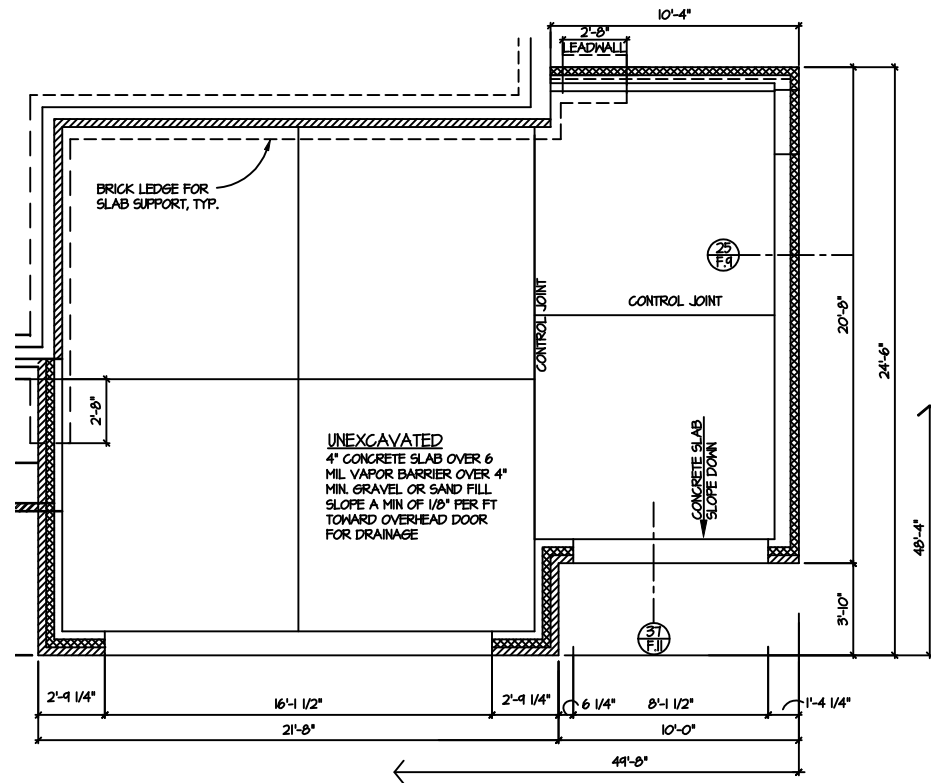 10'-4"
2'-8"
LEADWALL
BRICK LEDGE FOR
SLAB SUPPORT, TYP.
25
F.9
CONTROL JOINT
CONTROL JOINT
20'-8"
24'-6"
2'-8"
UNEXCAVATED
4" CONCRETE SLAB OVER 6
MIL VAPOR BARRIER OVER 4"
MIN. GRAVEL OR SAND FILL
SLOPE A MIN OF 1/8" PER FT
TOWARD OVERHEAD DOOR
FOR DRAINAGE
CONCRETE SLAB
SLOPE DOWN
48'-4"
3'-10"
37
F.11
2'-9 1/4"
16'-1 1/2"
2'-9 1/4"
6 1/4"
8'-1 1/2"
1'-4 1/4"
21'-8"
10'-0"
49'-8"